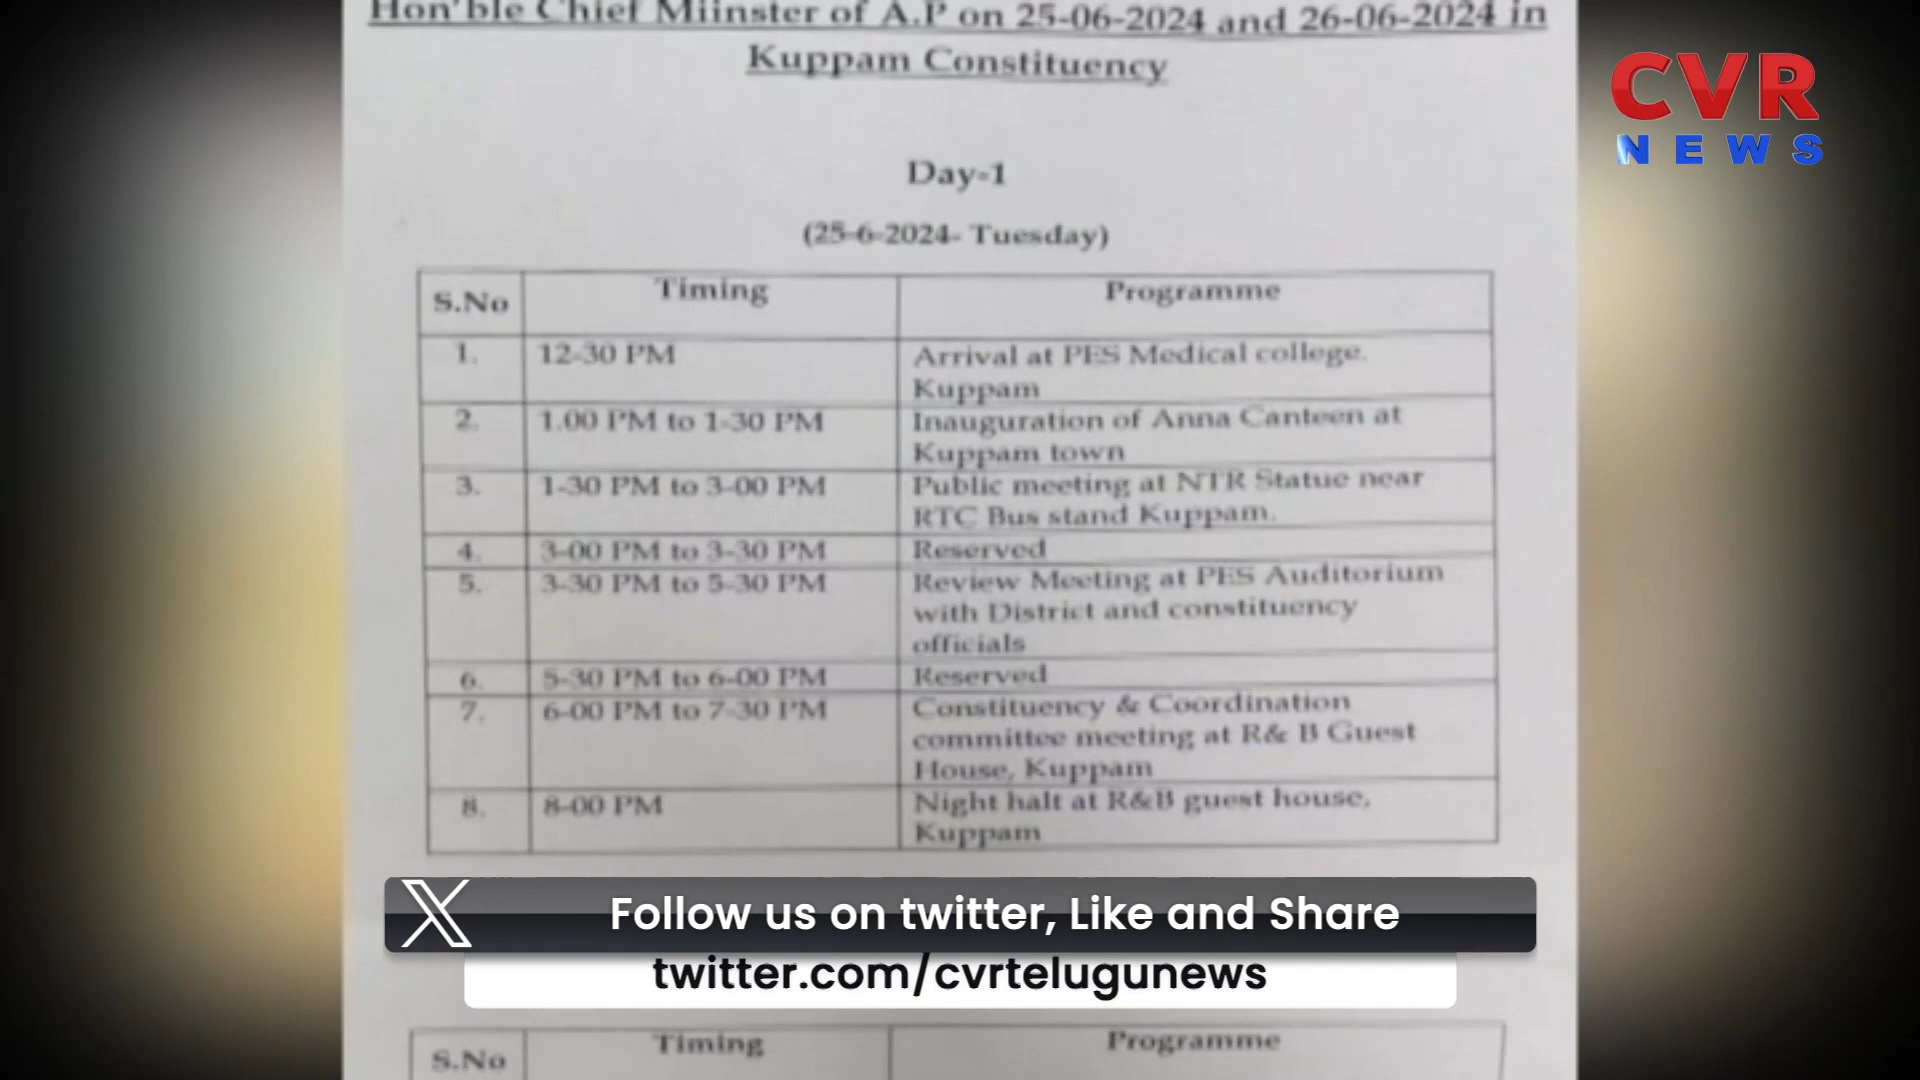 Hon'ble Chief Miinster of A.P on 25-06-2024 and 26-06-2024 in
Kuppam Constituency
CVR
NEWS
Day-1
(25-6-2024- Tuesday)
S.No Timing Programme
1. 12-30 PM Arrival at PES Medical college.
Kuppam
2. 1.00 PM to 1-30 PM Inauguration of Anna Canteen at
Kuppam town
3. 1-30 PM to 3-00 PM Public meeting at NTR Statue near
RTC Bus stand Kuppam.
4. 3-00 PM to 3-30 PM Reserved
5. 3-30 PM to 5-30 PM Review Meeting at PES Auditorium
with District and constituency
officials
6. 5-30 PM to 6-00 PM Reserved
7. 6-00 PM to 7-30 PM Constituency & Coordination
committee meeting at R& B Guest
House, Kuppam
8. 8-00 PM Night halt at R&B guest house,
Kuppam
Follow us on twitter, Like and Share
twitter.com/cvrtelugunews
S.No Timing Programme